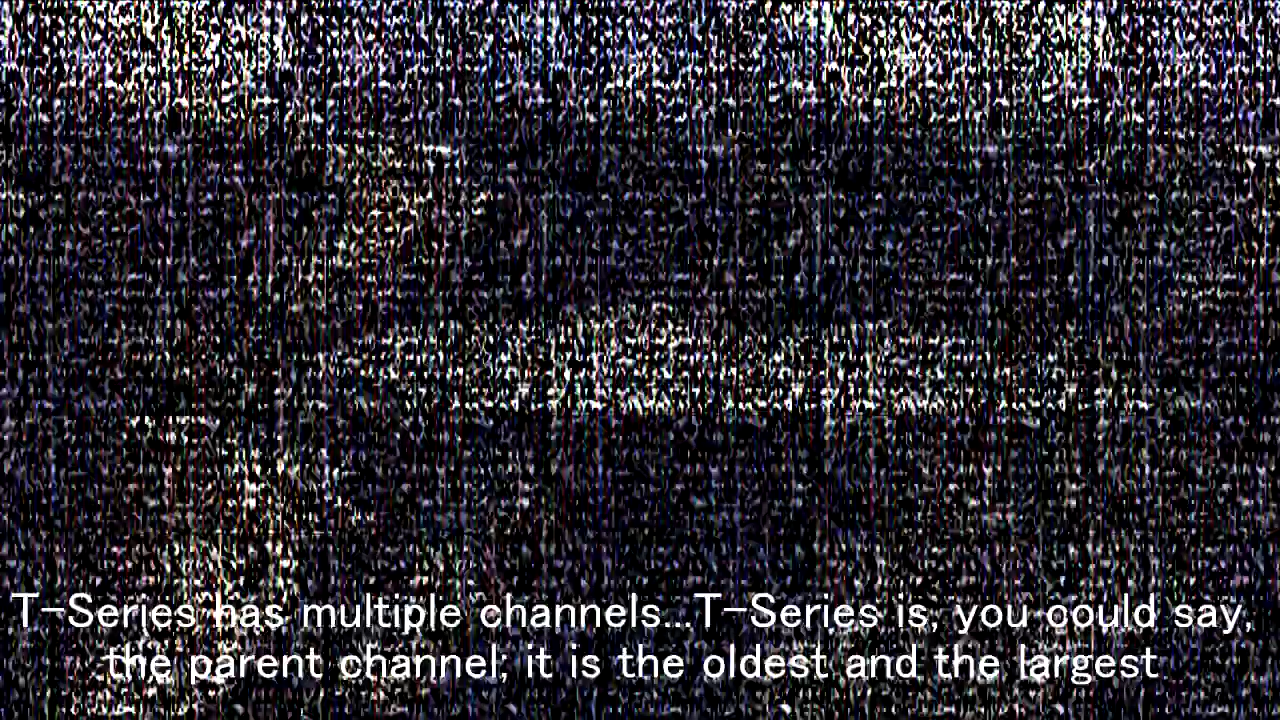 T-Series has multiple channels...T-Series is, you could say,
the parent channel; it is the oldest and the largest